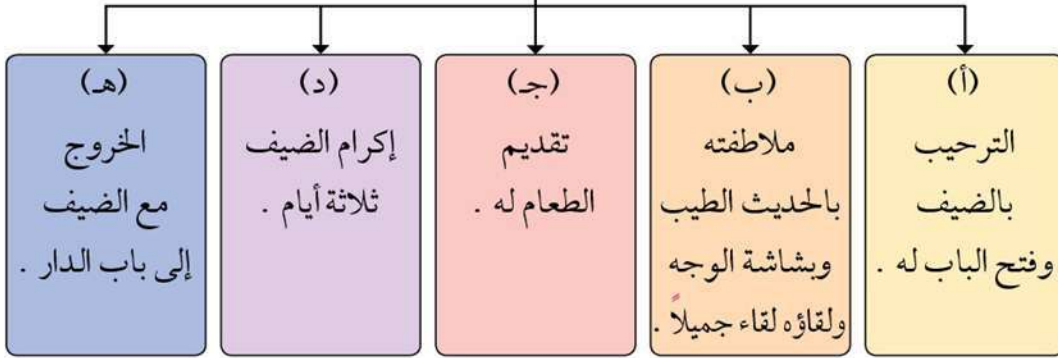 (أ)
الترحيب
بالضيف
وفتح الباب له .
(ب)
ملاطفته
بالحديث الطيب
وبشاشة الوجه
ولقاؤه لقاء جميلاً .
(جـ)
تقديم
الطعام له .
(د)
إكرام الضيف
ثلاثة أيام .
(هـ)
الخروج
مع الضيف
إلى باب الدار .